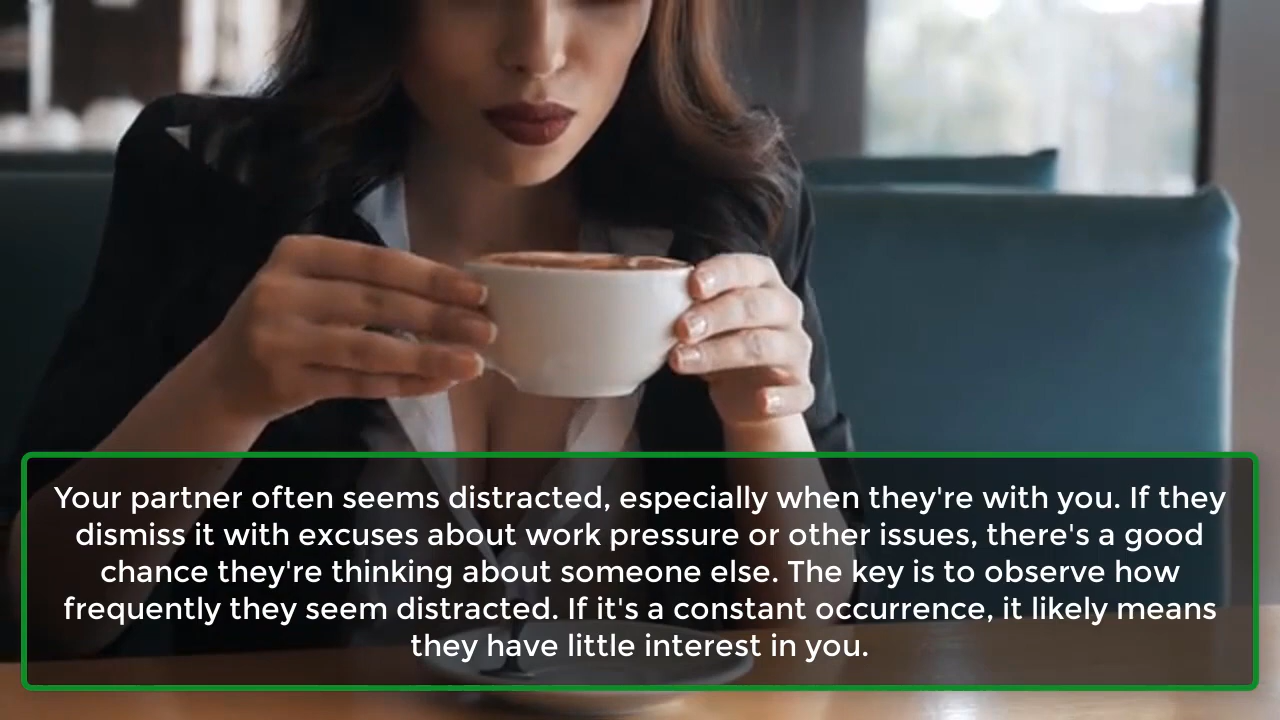 Your partner often seems distracted, especially when they're with you. If they
dismiss it with excuses about work pressure or other issues, there's a good
chance they're thinking about someone else. The key is to observe how
frequently they seem distracted. If it's a constant occurrence, it likely means
they have little interest in you.